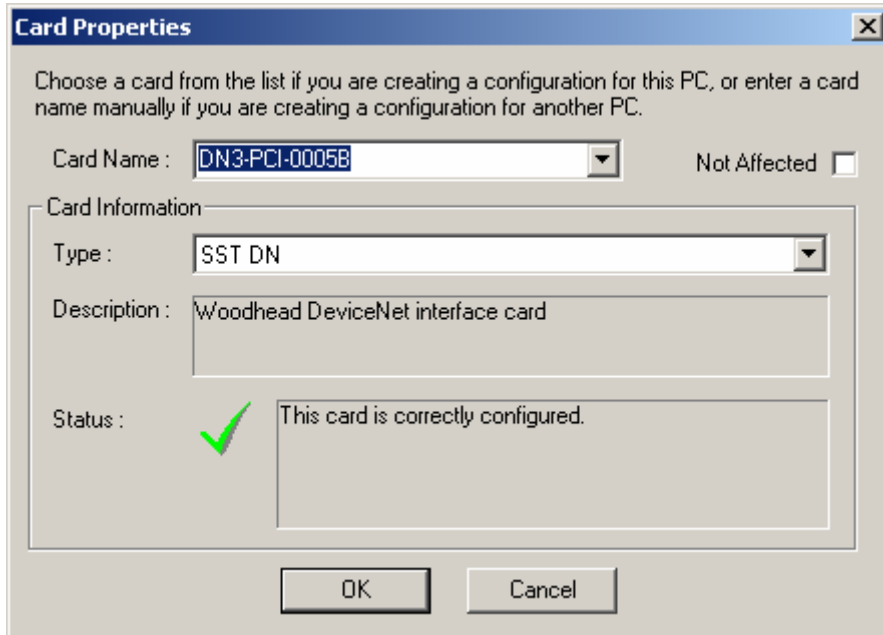 Card Properties
Choose a card from the list if you are creating a configuration for this PC, or enter a card
name manually if you are creating a configuration for another PC.
Card Name :
DN3-PCI-0005B
Not Affected
Card Information
Type :
SST DN
Description :
Woodhead DeviceNet interface card
Status :
This card is correctly configured.
OK
Cancel